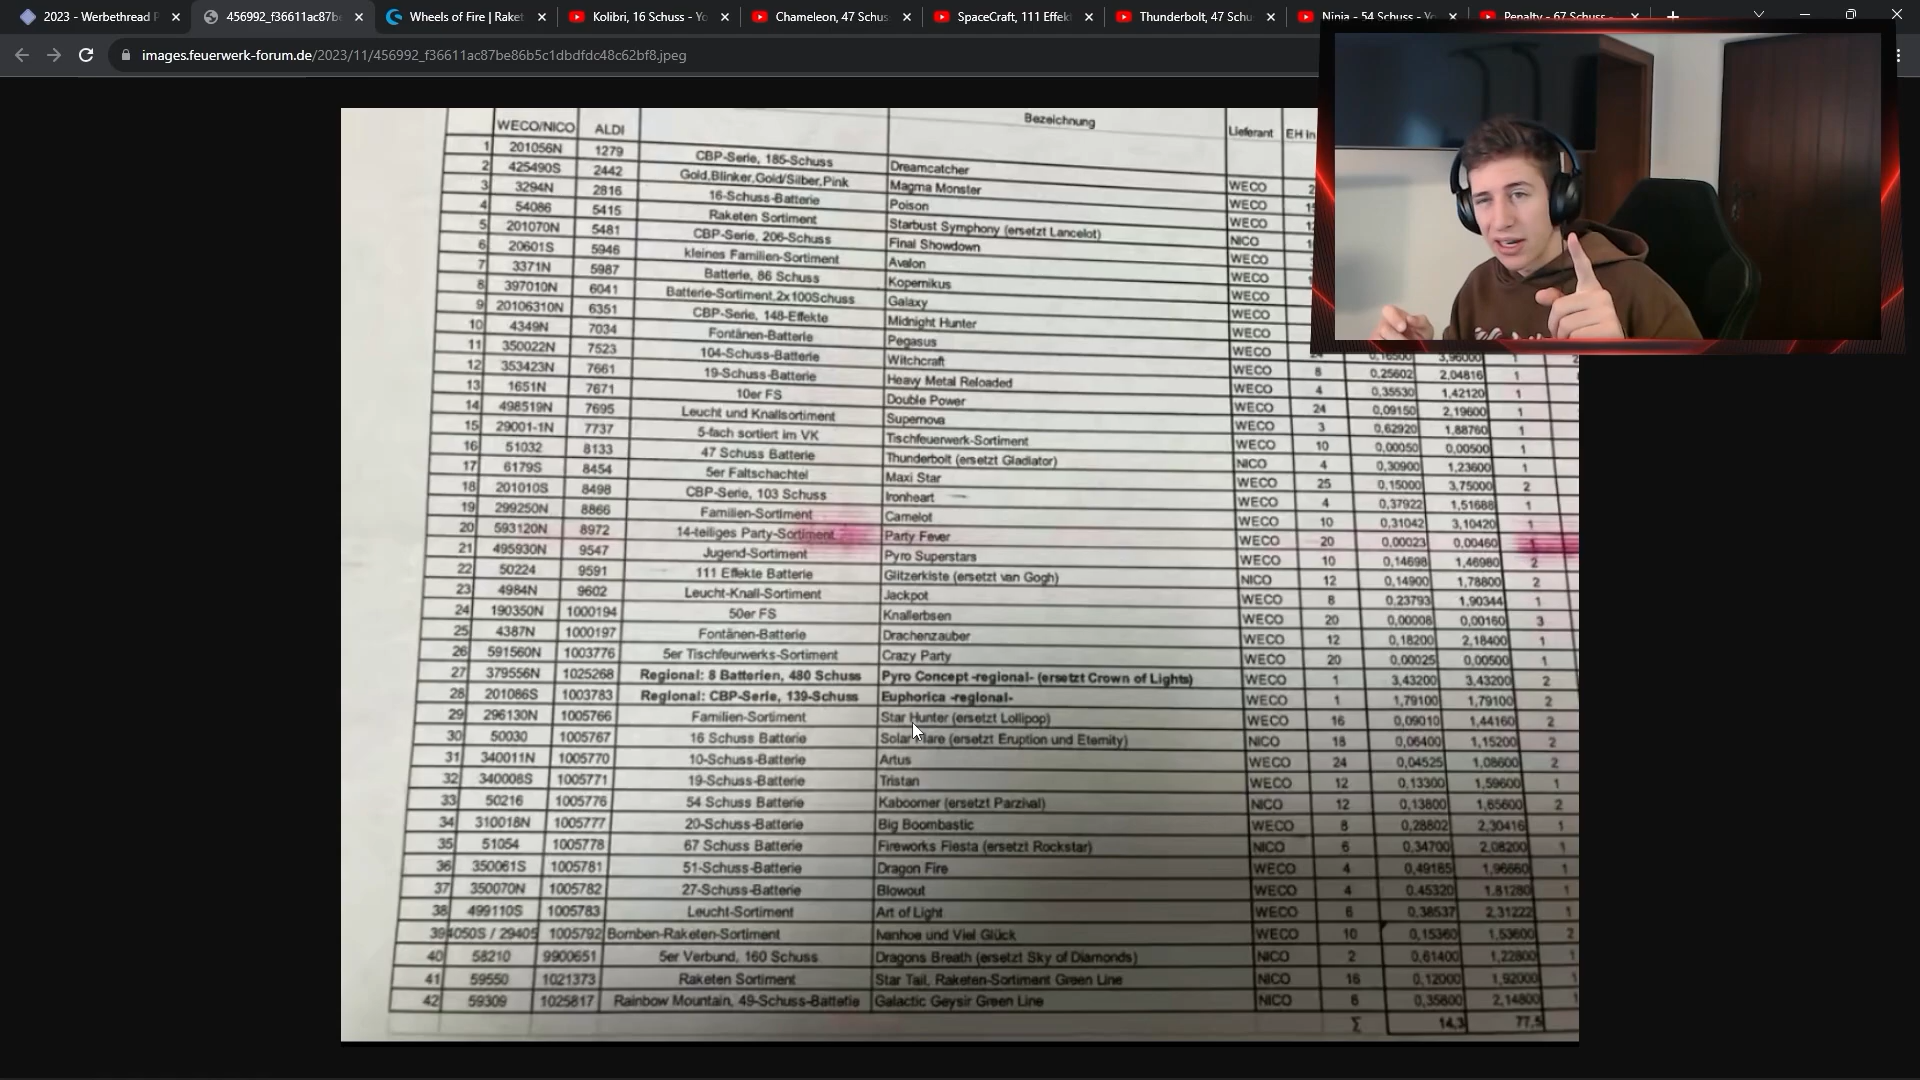 2023 - Werbethread P
456992_f36611ac87b
Wheels of Fire | Raket
Kolibri, 16 Schuss - Yo
Chameleon, 47 Schus
SpaceCraft, 111 Effek
Thunderbolt, 47 Schu
Ninja - 54 Schuss - Yo
Penalty - 67 Schuss -
images.feuerwerk-forum.de/2023/11/456992_f36611ac87be86b5c1dbdfdc48c62bf8.jpeg
WECO/NICO ALDI Bezeichnung Lieferant EH in
1 201056N 1279 CBP-Serie, 185-Schuss Dreamcatcher WECO
2 425490S 2442 Gold,Blinker,Gold/Silber,Pink Magma Monster WECO
3 3294N 2816 16-Schuss-Batterie Poison WECO
4 54086 5415 Raketen Sortiment Starbust Symphony (ersetzt Lancelot) NICO
5 201070N 5481 CBP-Serie, 206-Schuss Final Showdown WECO
6 20601S 5946 kleines Familien-Sortiment Avalon WECO
7 3371N 5987 Batterie, 86 Schuss Kopernikus WECO
8 397010N 6041 Batterie-Sortiment,2x100Schuss Galaxy WECO
9 20106310N 6351 CBP-Serie, 148-Effekte Midnight Hunter WECO
10 4349N 7034 Fontänen-Batterie Pegasus WECO 24 0,16500 3,96000 1
11 350022N 7523 104-Schuss-Batterie Witchcraft WECO 8 0,25602 2,04816 1
12 353423N 7661 19-Schuss-Batterie Heavy Metal Reloaded WECO 4 0,35530 1,42120 1
13 1651N 7671 10er FS Double Power WECO 24 0,09150 2,19600 1
14 498519N 7695 Leucht und Knallsortiment Supernova WECO 3 0,62920 1,88760 1
15 29001-1N 7737 5-fach sortiert im VK Tischfeuerwerk-Sortiment WECO 10 0,00050 0,00500 1
16 51032 8133 47 Schuss Batterie Thunderbolt (ersetzt Gladiator) NICO 4 0,30900 1,23600 1
17 6179S 8454 5er Faltschachtel Maxi Star WECO 25 0,15000 3,75000 2
18 201010S 8498 CBP-Serie, 103 Schuss Ironheart WECO 4 0,37922 1,51688 1
19 299250N 8866 Familien-Sortiment Camelot WECO 10 0,31042 3,10420 1
20 593120N 8972 14-teiliges Party-Sortiment Party Fever WECO 20 0,00023 0,00460 1
21 495930N 9547 Jugend-Sortiment Pyro Superstars WECO 10 0,14698 1,46980 2
22 50224 9591 111 Effekte Batterie Glitzerkiste (ersetzt van Gogh) NICO 12 0,14900 1,78800 2
23 4984N 9602 Leucht-Knall-Sortiment Jackpot WECO 8 0,23793 1,90344 1
24 190350N 1000194 50er FS Knallerbsen WECO 20 0,00008 0,00160 3
25 4387N 1000197 Fontänen-Batterie Drachenzauber WECO 12 0,18200 2,18400 1
26 591560N 1003776 5er Tischfeurwerks-Sortiment Crazy Party WECO 20 0,00025 0,00500 1
27 379556N 1025268 Regional: 8 Batterien, 480 Schuss Pyro Concept -regional- (ersetzt Crown of Lights) WECO 1 3,43200 3,43200 2
28 201086S 1003783 Regional: CBP-Serie, 139-Schuss Euphorica -regional- WECO 1 1,79100 1,79100 2
29 296130N 1005766 Familien-Sortiment Star Hunter (ersetzt Lollipop) WECO 16 0,09010 1,44160 2
30 50030 1005767 16 Schuss Batterie Solar Flare (ersetzt Eruption und Eternity) NICO 18 0,06400 1,15200 2
31 340011N 1005770 10-Schuss-Batterie Artus WECO 24 0,04525 1,08600 2
32 340008S 1005771 19-Schuss-Batterie Tristan WECO 12 0,13300 1,59600 1
33 50216 1005776 54 Schuss Batterie Kaboomer (ersetzt Parzival) NICO 12 0,13800 1,65600 2
34 310018N 1005777 20-Schuss-Batterie Big Boombastic WECO 8 0,28802 2,30416 1
35 51054 1005778 67 Schuss Batterie Fireworks Fiesta (ersetzt Rockstar) NICO 6 0,34700 2,08200 1
36 350061S 1005781 51-Schuss-Batterie Dragon Fire WECO 4 0,49165 1,96660 1
37 350070N 1005782 27-Schuss-Batterie Blowout WECO 4 0,45320 1,81280 1
38 499110S 1005783 Leucht-Sortiment Art of Light WECO 6 0,38537 2,31222 1
39 4050S / 29405 1005792 Bomben-Raketen-Sortiment Ivanhoe und Viel Glück WECO 10 0,15360 1,53600 2
40 58210 9900651 5er Verbund, 160 Schuss Dragons Breath (ersetzt Sky of Diamonds) NICO 2 0,61400 1,22800 1
41 59550 1021373 Raketen Sortiment Star Tail, Raketen-Sortiment Green Line NICO 16 0,12000 1,92000 1
42 59309 1025817 Rainbow Mountain, 49-Schuss-Battefie Galactic Geysir Green Line NICO 6 0,35800 2,14800 1
Σ 14,3 77,5